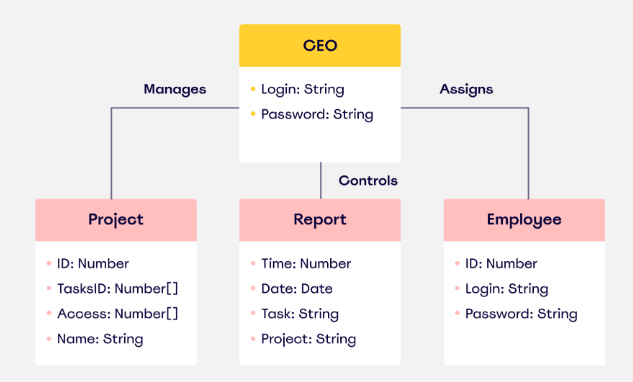 CEO
Login: String
Password: String
Manages
Assigns
Controls
Project
ID: Number
TasksID: Number[]
Access: Number[]
Name: String
Report
Time: Number
Date: Date
Task: String
Project: String
Employee
ID: Number
Login: String
Password: String